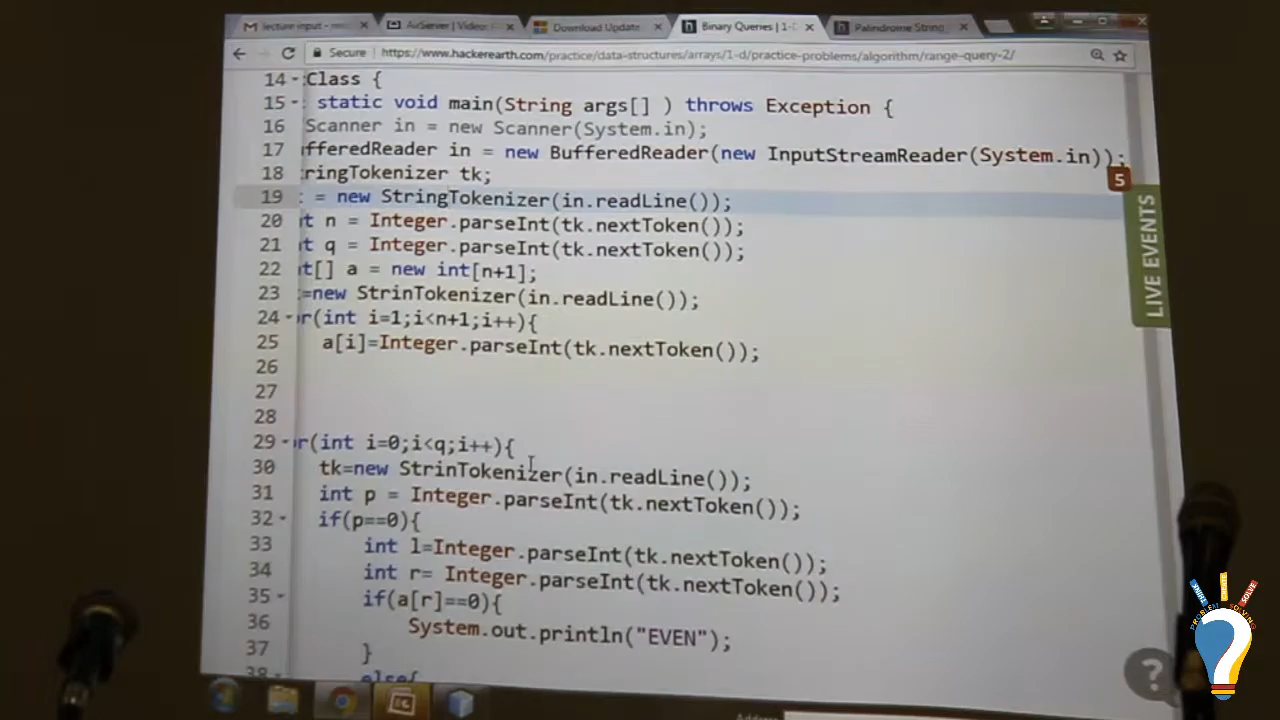 lecture input - 
AirServer | Video: 
Download Update
Binary Queries | 1-D
Palindrome String
Secure | https://www.hackerearth.com/practice/data-structures/arrays/1-d/practice-problems/algorithm/range-query-2/
14 Class {
15 static void main(String args[] ) throws Exception {
16 Scanner in = new Scanner(System.in);
17 ufferedReader in = new BufferedReader(new InputStreamReader(System.in));
18 ringTokenizer tk;
19 = new StringTokenizer(in.readLine());
20 t n = Integer.parseInt(tk.nextToken());
21 t q = Integer.parseInt(tk.nextToken());
22 t[] a = new int[n+1];
23 =new StrinTokenizer(in.readLine());
24 r(int i=1;i<n+1;i++){
25 a[i]=Integer.parseInt(tk.nextToken());
26
27
28
29 r(int i=0;i<q;i++){
30 tk=new StrinTokenizer(in.readLine());
31 int p = Integer.parseInt(tk.nextToken());
32 if(p==0){
33 int l=Integer.parseInt(tk.nextToken());
34 int r= Integer.parseInt(tk.nextToken());
35 if(a[r]==0){
36 System.out.println("EVEN");
37 }
38 else{
5
LIVE EVENTS
?
THINK
SOLVE
PROBLEM SOLVING
Address